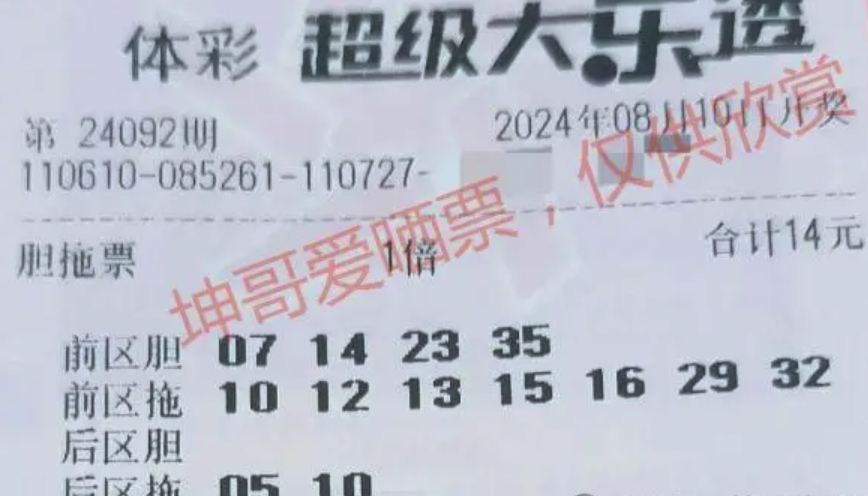 体彩 超级大乐透
第 24092期 2024年08月10日开奖
110610-085261-110727-
胆拖票 1倍 合计14元
坤哥爱晒票，仅供欣赏
前区胆 07 14 23 35
前区拖 10 12 13 15 16 29 32
后区胆
后区拖 05 10